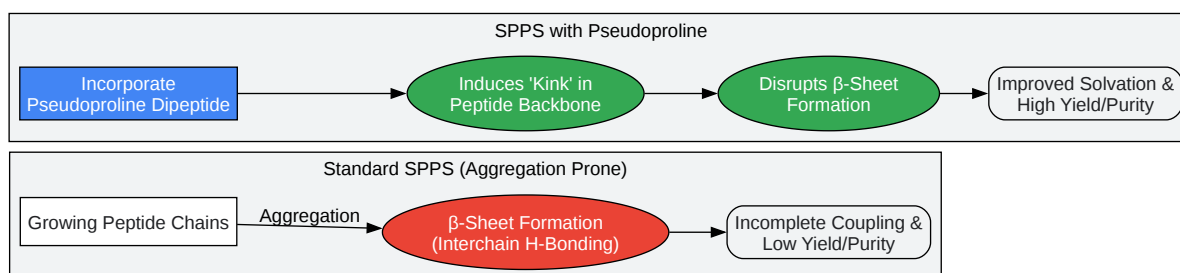 SPPS with Pseudoproline
Incorporate
Pseudoproline Dipeptide
Induces 'Kink' in
Peptide Backbone
Disrupts β-Sheet
Formation
Improved Solvation &
High Yield/Purity
Standard SPPS (Aggregation Prone)
Growing Peptide Chains
Aggregation
β-Sheet Formation
(Interchain H-Bonding)
Incomplete Coupling &
Low Yield/Purity